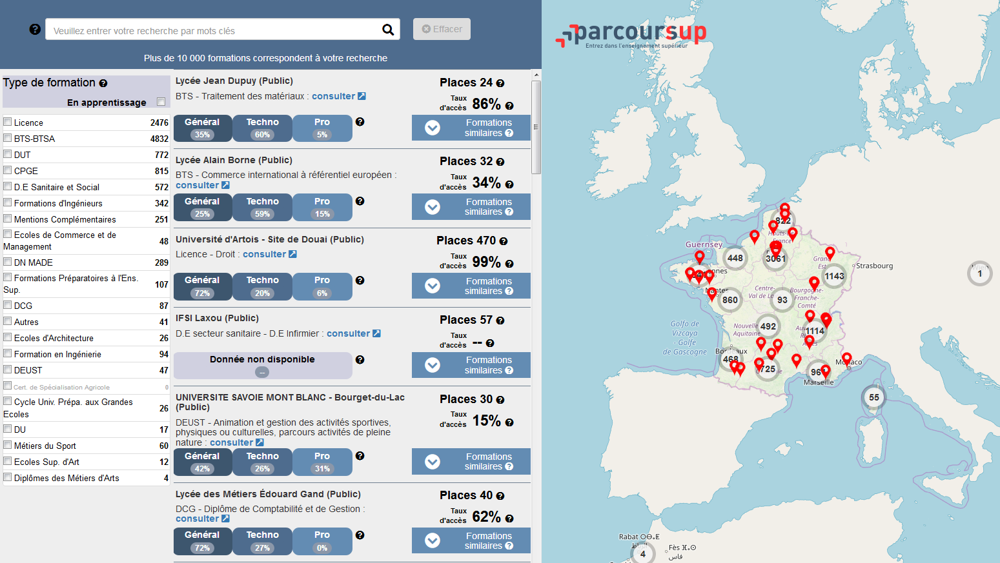 Veuillez entrer votre recherche par mots clés
Effacer
Plus de 10 000 formations correspondent à votre recherche
Type de formation
En apprentissage
Licence 2476
BTS-BTSA 4832
DUT 772
CPGE 815
D.E Sanitaire et Social 572
Formations d'Ingénieurs 342
Mentions Complémentaires 251
Ecoles de Commerce et de
Management 48
DN MADE 289
Formations Préparatoires à l'Ens.
Sup. 107
DCG 87
Autres 41
Ecoles d'Architecture 26
Formation en Ingénierie 94
DEUST 47
Cert. de Spécialisation Agricole 0
Cycle Univ. Prépa. aux Grandes
Ecoles 26
DU 17
Métiers du Sport 60
Ecoles Sup. d'Art 12
Diplômes des Métiers d'Arts 4
Lycée Jean Dupuy (Public)
BTS - Traitement des matériaux : consulter
Général 35%
Techno 60%
Pro 5%
Places 24
Taux
d'accès 86%
Formations
similaires
Lycée Alain Borne (Public)
BTS - Commerce international à référentiel européen :
consulter
Général 25%
Techno 59%
Pro 15%
Places 32
Taux
d'accès 34%
Formations
similaires
Université d'Artois - Site de Douai (Public)
Licence - Droit : consulter
Général 72%
Techno 20%
Pro 6%
Places 470
Taux
d'accès 99%
Formations
similaires
IFSI Laxou (Public)
D.E secteur sanitaire - D.E Infirmier : consulter
Donnée non disponible
--
Places 57
Taux
d'accès --
Formations
similaires
UNIVERSITE SAVOIE MONT BLANC - Bourget-du-Lac
(Public)
DEUST - Animation et gestion des activités sportives,
physiques ou culturelles, parcours activités de pleine
nature : consulter
Général 42%
Techno 26%
Pro 31%
Places 30
Taux
d'accès 15%
Formations
similaires
Lycée des Métiers Édouard Gand (Public)
DCG - Diplôme de Comptabilité et de Gestion :
consulter
Général 72%
Techno 27%
Pro 0%
Places 40
Taux
d'accès 62%
Formations
similaires
parcoursup
Entrez dans l'enseignement supérieur
822
France
Guernsey
448
3061
Strasbourg
1143
1
Nantes
860
Centre-
Val de
93
Bourgogne-
Franche-
Comté
Golfo de
Vizcaya
- Golfe
de Gascogne
Nouvelle
Aquitaine
492
1114
468
725
Marseille
55
Rabat ⵔⴱⴰⵟ
الرباط
4
Fès
فاس